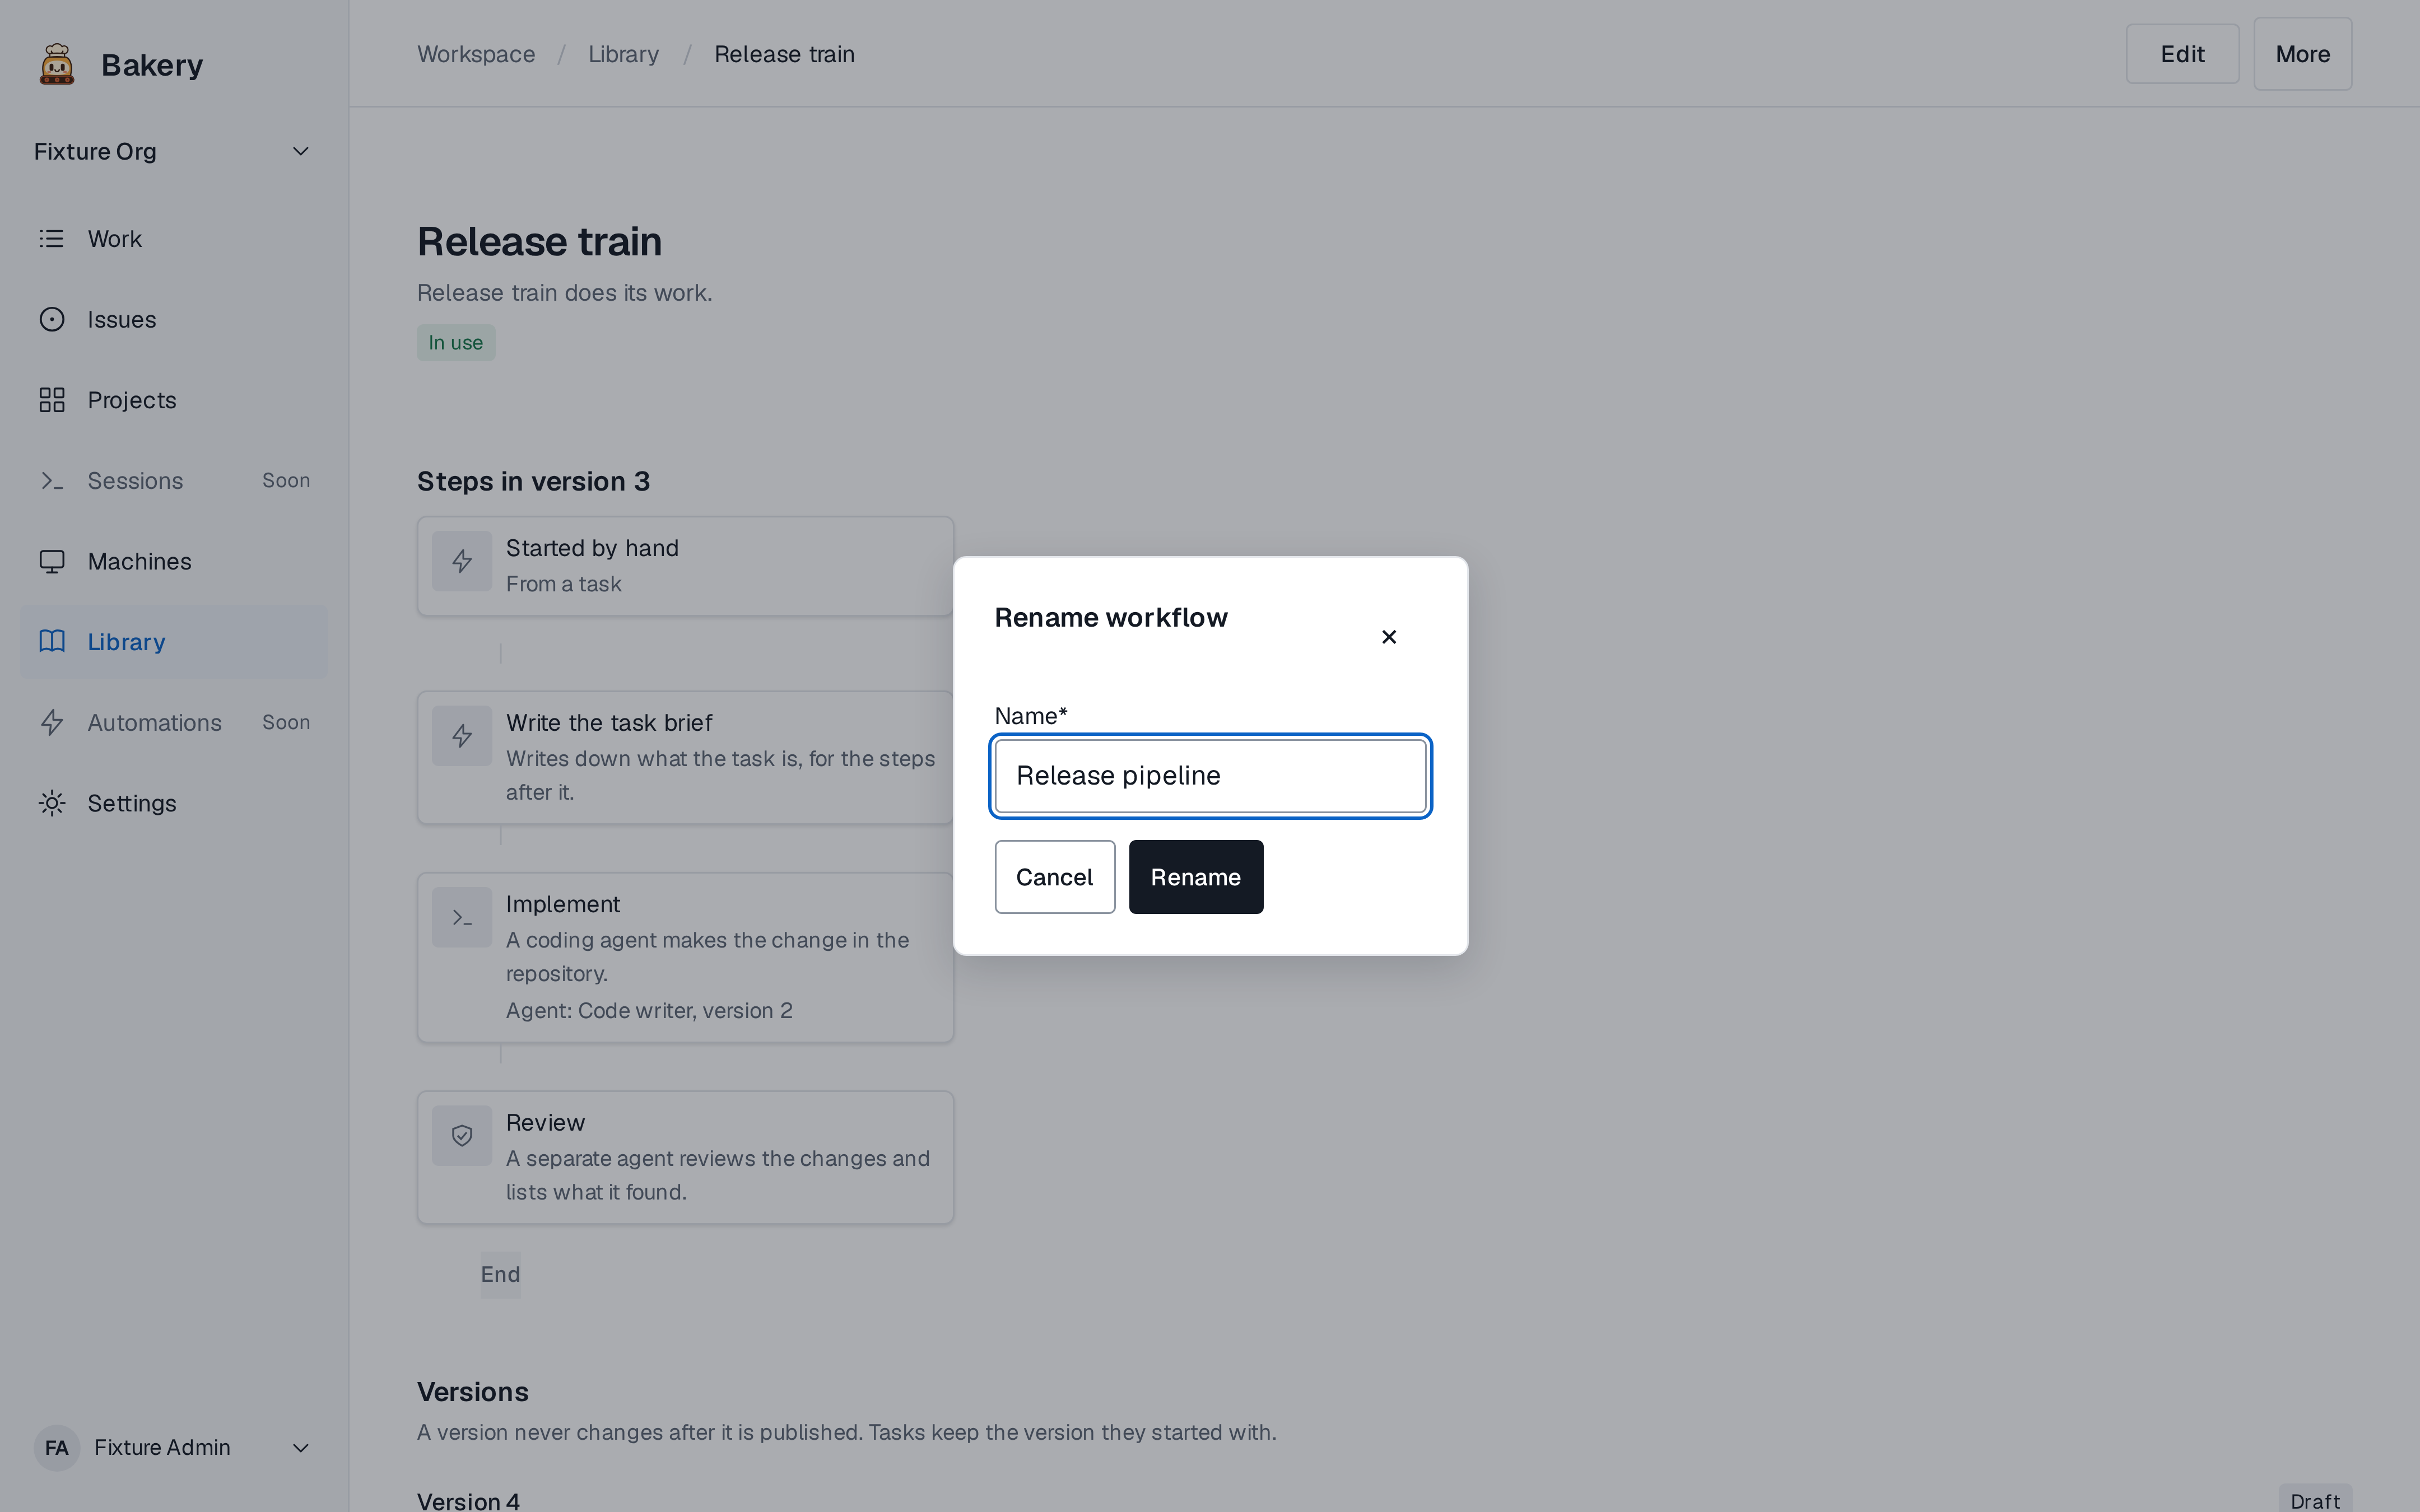 Bakery
Fixture Org
Work
Issues
Projects
Sessions Soon
Machines
Library
Automations Soon
Settings
FA Fixture Admin
Workspace / Library / Release train
Edit More
Release train
Release train does its work.
In use
Steps in version 3
Started by hand
From a task
Write the task brief
Writes down what the task is, for the steps
after it.
Implement
A coding agent makes the change in the
repository.
Agent: Code writer, version 2
Review
A separate agent reviews the changes and
lists what it found.
End
Versions
A version never changes after it is published. Tasks keep the version they started with.
Version 4 Draft
Rename workflow
Name*
Release pipeline
Cancel Rename